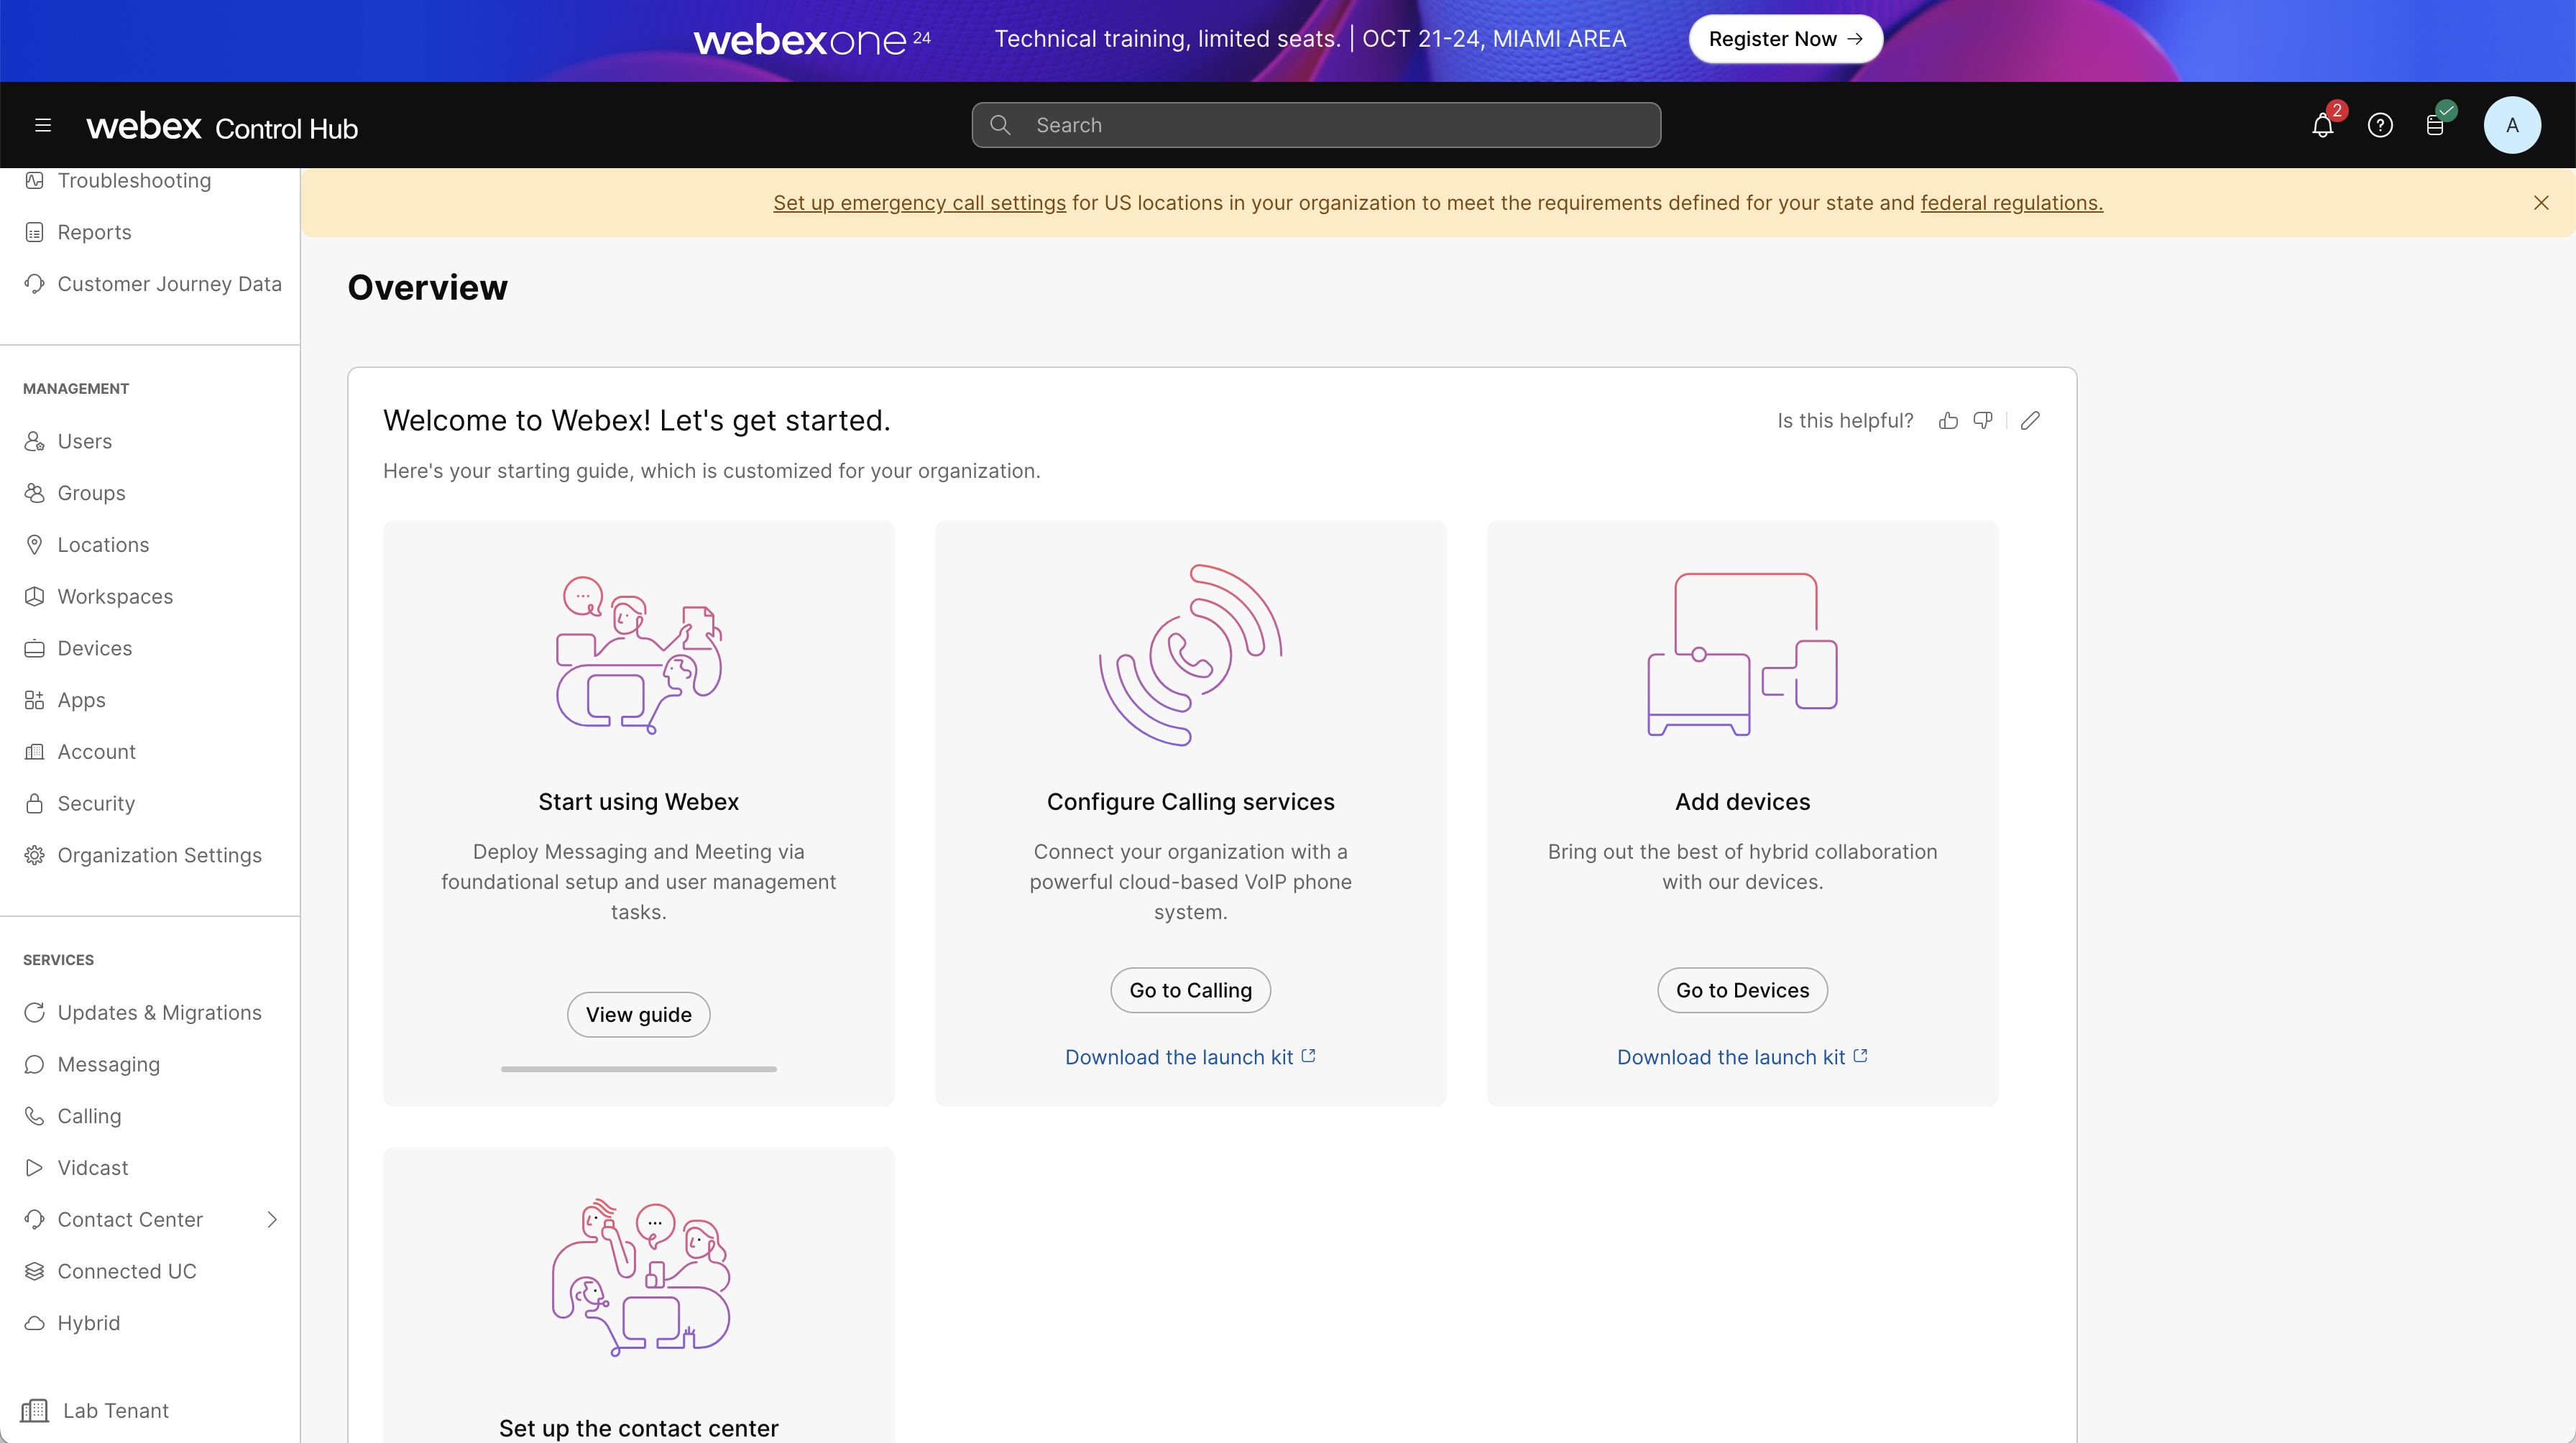 webexone 24
Technical training, limited seats. | OCT 21-24, MIAMI AREA
Register Now →
webex Control Hub
Search
2
A
Troubleshooting
Reports
Customer Journey Data
MANAGEMENT
Users
Groups
Locations
Workspaces
Devices
Apps
Account
Security
Organization Settings
SERVICES
Updates & Migrations
Messaging
Calling
Vidcast
Contact Center
Connected UC
Hybrid
Lab Tenant
Set up emergency call settings for US locations in your organization to meet the requirements defined for your state and federal regulations.
Overview
Welcome to Webex! Let's get started.
Is this helpful?
Here's your starting guide, which is customized for your organization.
Start using Webex
Deploy Messaging and Meeting via
foundational setup and user management
tasks.
View guide
Configure Calling services
Connect your organization with a
powerful cloud-based VoIP phone
system.
Go to Calling
Download the launch kit
Add devices
Bring out the best of hybrid collaboration
with our devices.
Go to Devices
Download the launch kit
Set up the contact center